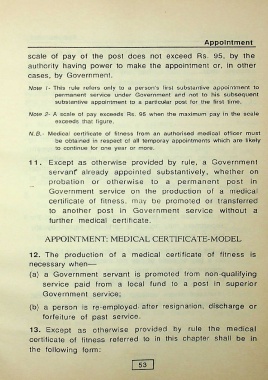 Appointment
scale of pay of the post does not exceed Rs. 95, by the
authority having power to make the appointment or, in other
cases, by Government.
Note 1- This rule refers only to a person's first substantive appointment to
permanent service under Government and not to his subsequent
substantive appointment to a particular post for the first time.
Note 2- A scale of pay exceeds Rs. 95 when the maximum pay in the scale
exceeds that figure.
N.B.- Medical certificate of fitness from an authorised medical officer must
be obtained in respect of all temporary appointments which are likely
to continue for one year or more.
11. Except as otherwise provided by rule, a Government
servant already appointed substantively, whether on
probation or otherwise to a permanent post in
Government service on the production of a medical
certificate of fitness, may be promoted or transferred
to another post in Government service without a
further medical certificate.
APPOINTMENT: MEDICAL CERTIFICATE-MODEL
12. The production of a medical certificate of fitness is
necessary when—
(a) a Government servant is promoted from non-qualifying
service paid from a local fund to a post in superior
Government service;
(b) a person is re-employed after resignation, discharge or
forfeiture of past service.
13. Except as otherwise provided by rule the medical
certificate of fitness referred to in this chapter shall be in
the following form:
53